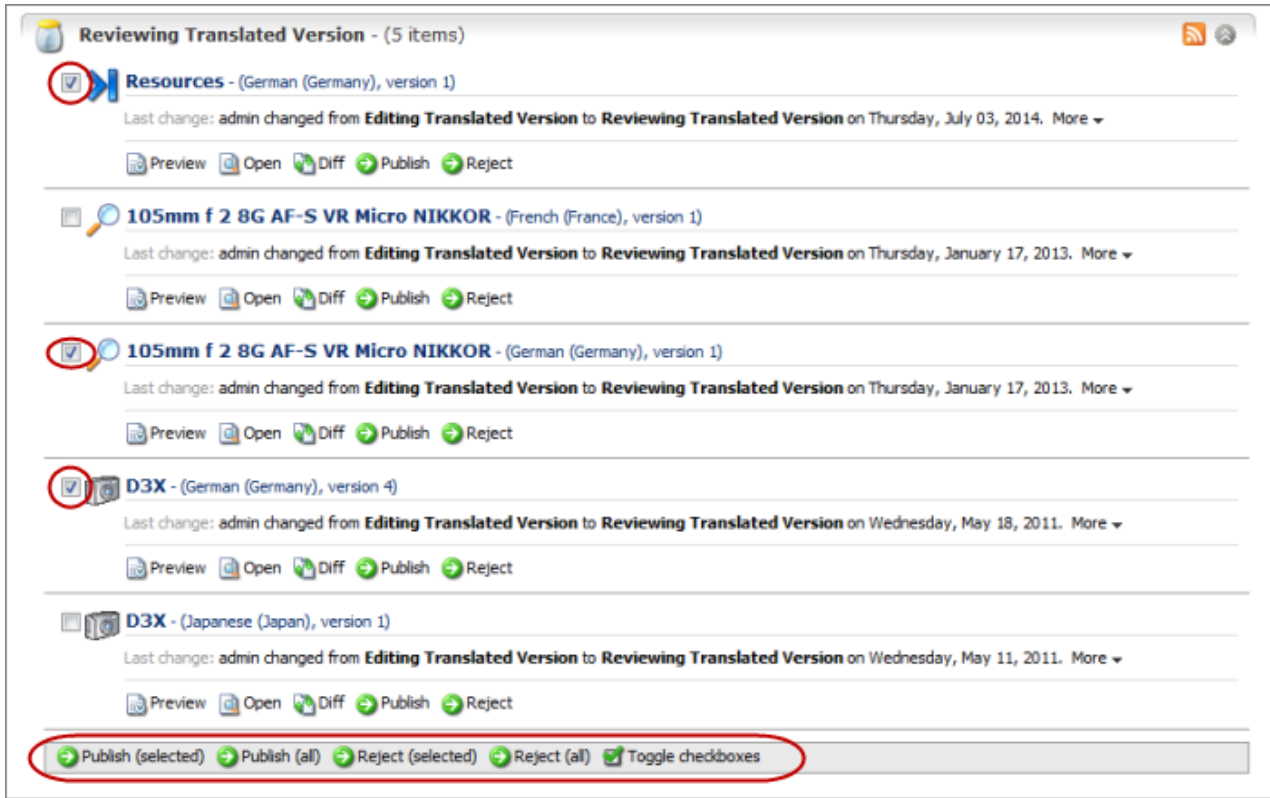 Reviewing Translated Version - (5 items)
Resources - (German (Germany), version 1)
Last change: admin changed from Editing Translated Version to Reviewing Translated Version on Thursday, July 03, 2014. More
Preview Open Diff Publish Reject
105mm f 2 8G AF-S VR Micro NIKKOR - (French (France), version 1)
Last change: admin changed from Editing Translated Version to Reviewing Translated Version on Thursday, January 17, 2013. More
Preview Open Diff Publish Reject
105mm f 2 8G AF-S VR Micro NIKKOR - (German (Germany), version 1)
Last change: admin changed from Editing Translated Version to Reviewing Translated Version on Thursday, January 17, 2013. More
Preview Open Diff Publish Reject
D3X - (German (Germany), version 4)
Last change: admin changed from Editing Translated Version to Reviewing Translated Version on Wednesday, May 18, 2011. More
Preview Open Diff Publish Reject
D3X - (Japanese (Japan), version 1)
Last change: admin changed from Editing Translated Version to Reviewing Translated Version on Wednesday, May 11, 2011. More
Preview Open Diff Publish Reject
Publish (selected) Publish (all) Reject (selected) Reject (all) Toggle checkboxes